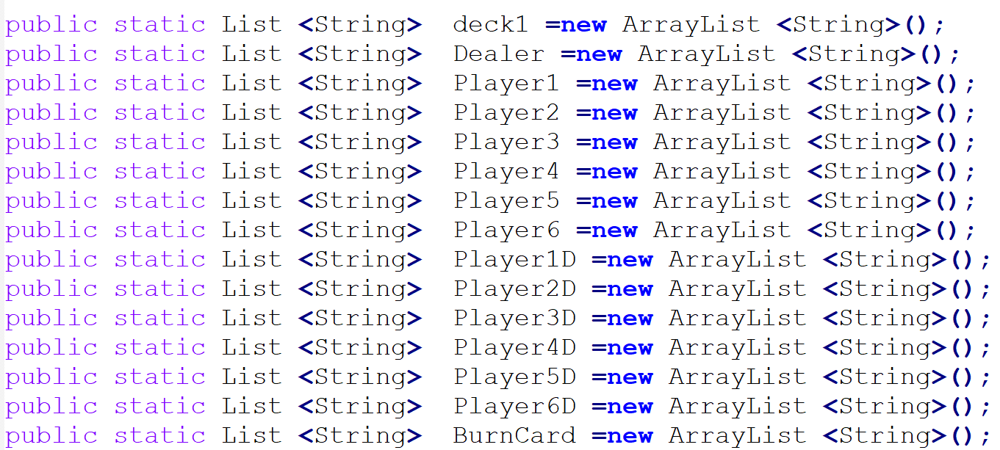 public static List <String>  deck1 =new ArrayList <String>();
public static List <String>  Dealer =new ArrayList <String>();
public static List <String>  Player1 =new ArrayList <String>();
public static List <String>  Player2 =new ArrayList <String>();
public static List <String>  Player3 =new ArrayList <String>();
public static List <String>  Player4 =new ArrayList <String>();
public static List <String>  Player5 =new ArrayList <String>();
public static List <String>  Player6 =new ArrayList <String>();
public static List <String>  Player1D =new ArrayList <String>();
public static List <String>  Player2D =new ArrayList <String>();
public static List <String>  Player3D =new ArrayList <String>();
public static List <String>  Player4D =new ArrayList <String>();
public static List <String>  Player5D =new ArrayList <String>();
public static List <String>  Player6D =new ArrayList <String>();
public static List <String>  BurnCard =new ArrayList <String>();